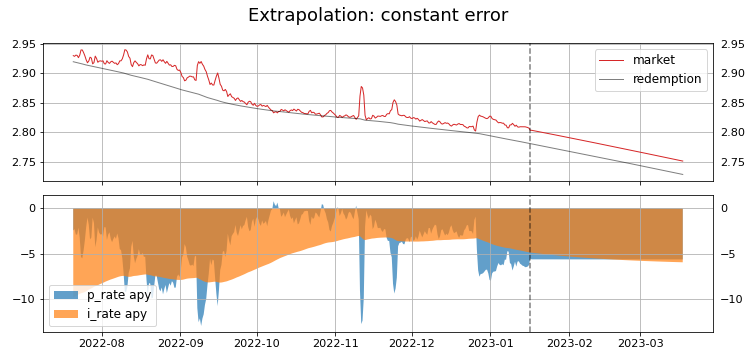 Extrapolation: constant error
2.95 2.95
2.90 2.90
2.85 2.85
2.80 2.80
2.75 2.75
market
redemption
0 0
−5 −5
−10 −10
p_rate apy
i_rate apy
2022-08 2022-09 2022-10 2022-11 2022-12 2023-01 2023-02 2023-03